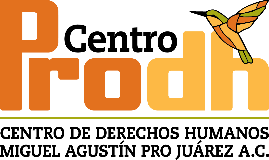 Centro
Prodh
CENTRO DE DERECHOS HUMANOS
MIGUEL AGUSTÍN PRO JUÁREZ A.C.